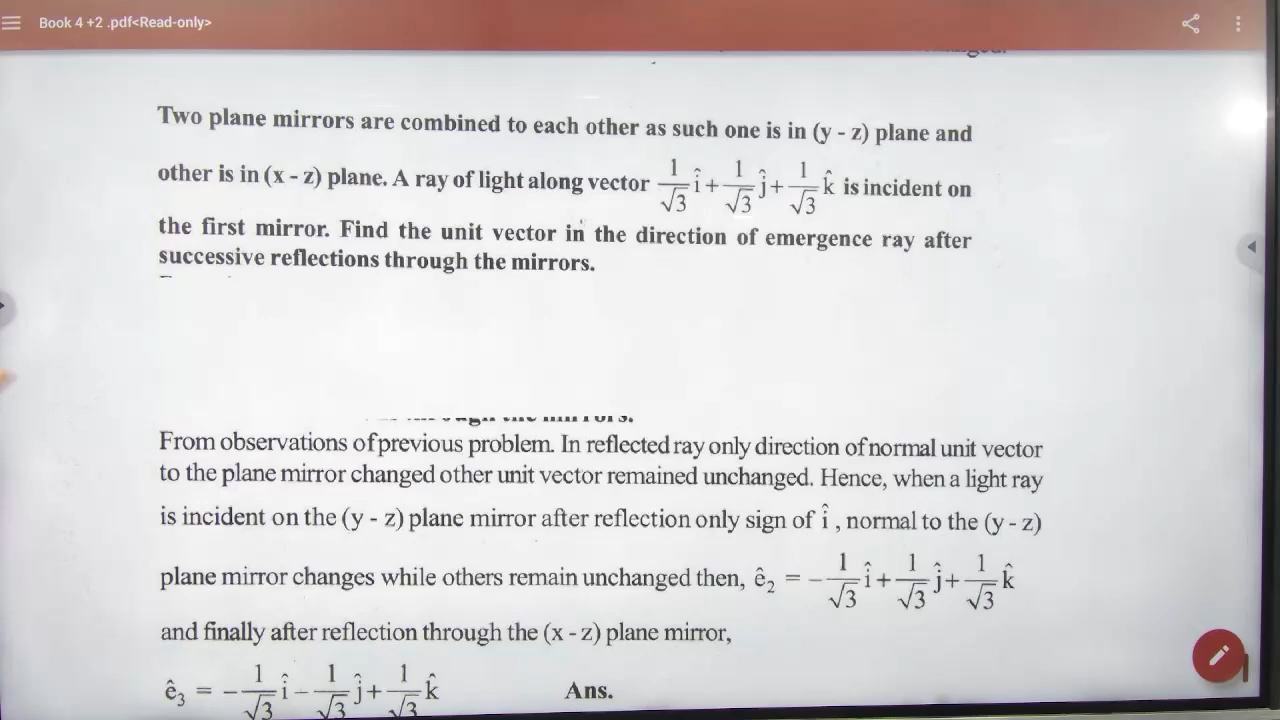 Book 4 +2 .pdf<Read-only>
Two plane mirrors are combined to each other as such one is in (y - z) plane and
other is in (x - z) plane. A ray of light along vector 1/√3 î + 1/√3 ĵ + 1/√3 k̂ is incident on
the first mirror. Find the unit vector in the direction of emergence ray after
successive reflections through the mirrors.
From observations of previous problem. In reflected ray only direction of normal unit vector
to the plane mirror changed other unit vector remained unchanged. Hence, when a light ray
is incident on the (y - z) plane mirror after reflection only sign of î , normal to the (y - z)
plane mirror changes while others remain unchanged then, ê₂ = - 1/√3 î + 1/√3 ĵ + 1/√3 k̂
and finally after reflection through the (x - z) plane mirror,
ê₃ = - 1/√3 î - 1/√3 ĵ + 1/√3 k̂ Ans.